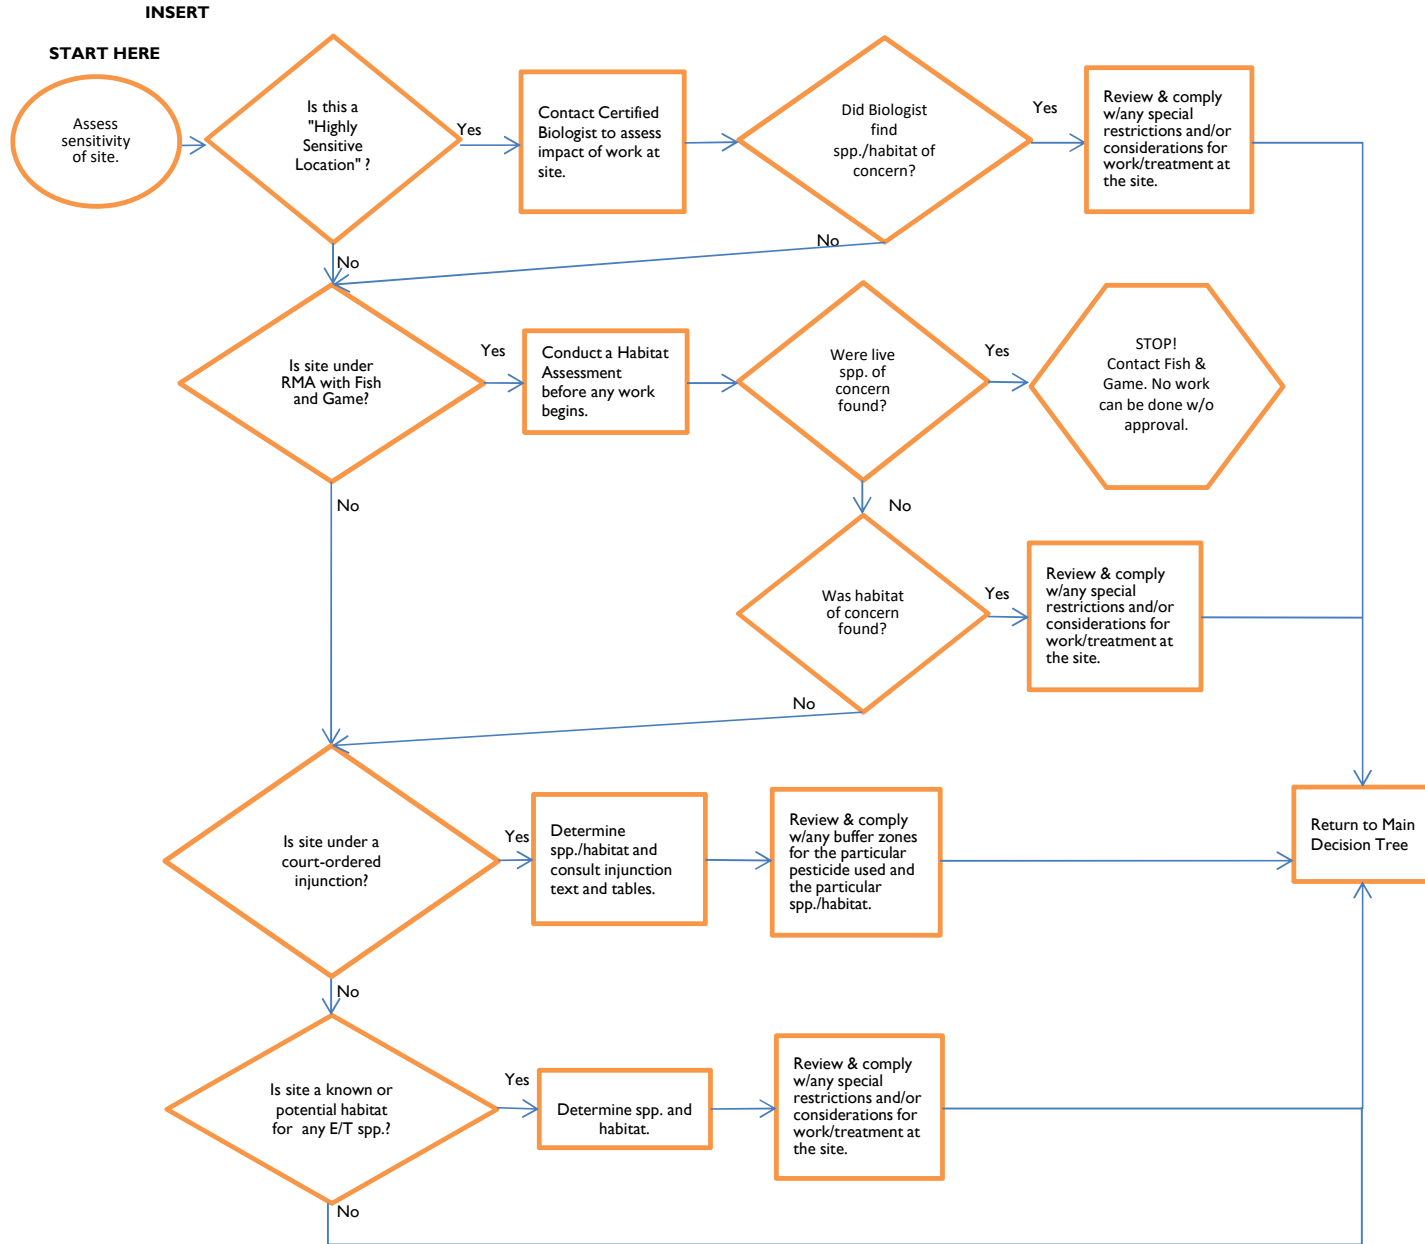 INSERT
START HERE
Assess
sensitivity
of site.
Is this a
"Highly
Sensitive
Location" ?
Yes
Contact Certified
Biologist to assess
impact of work at
site.
Did Biologist
find
spp./habitat of
concern?
Yes
Review & comply
w/any special
restrictions and/or
considerations for
work/treatment at
the site.
No
No
Is site under
RMA with Fish
and Game?
Yes
Conduct a Habitat
Assessment
before any work
begins.
Were live
spp. of
concern
found?
Yes
STOP!
Contact Fish &
Game. No work
can be done w/o
approval.
No
No
Was habitat
of concern
found?
Yes
Review & comply
w/any special
restrictions and/or
considerations for
work/treatment at
the site.
No
Is site under a
court-ordered
injunction?
Yes
Determine
spp./habitat and
consult injunction
text and tables.
Review & comply
w/any buffer zones
for the particular
pesticide used and
the particular
spp./habitat.
Return to Main
Decision Tree
No
Is site a known or
potential habitat
for any E/T spp.?
Yes
Determine spp. and
habitat.
Review & comply
w/any special
restrictions and/or
considerations for
work/treatment at
the site.
No